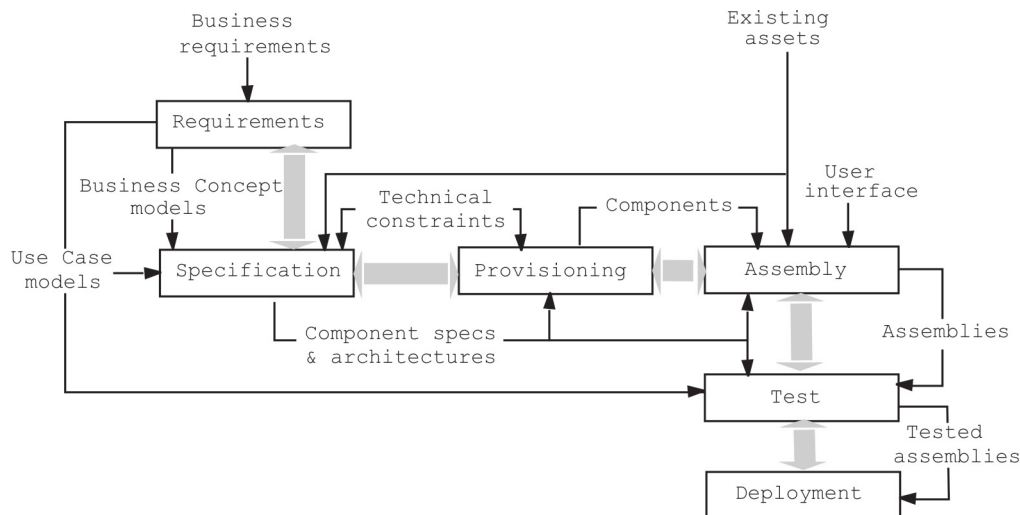 Business
requirements
Existing
assets
Requirements
Business Concept
models
Technical
constraints
Components
User
interface
Use Case
models
Specification
Provisioning
Assembly
Component specs
& architectures
Assemblies
Test
Tested
assemblies
Deployment